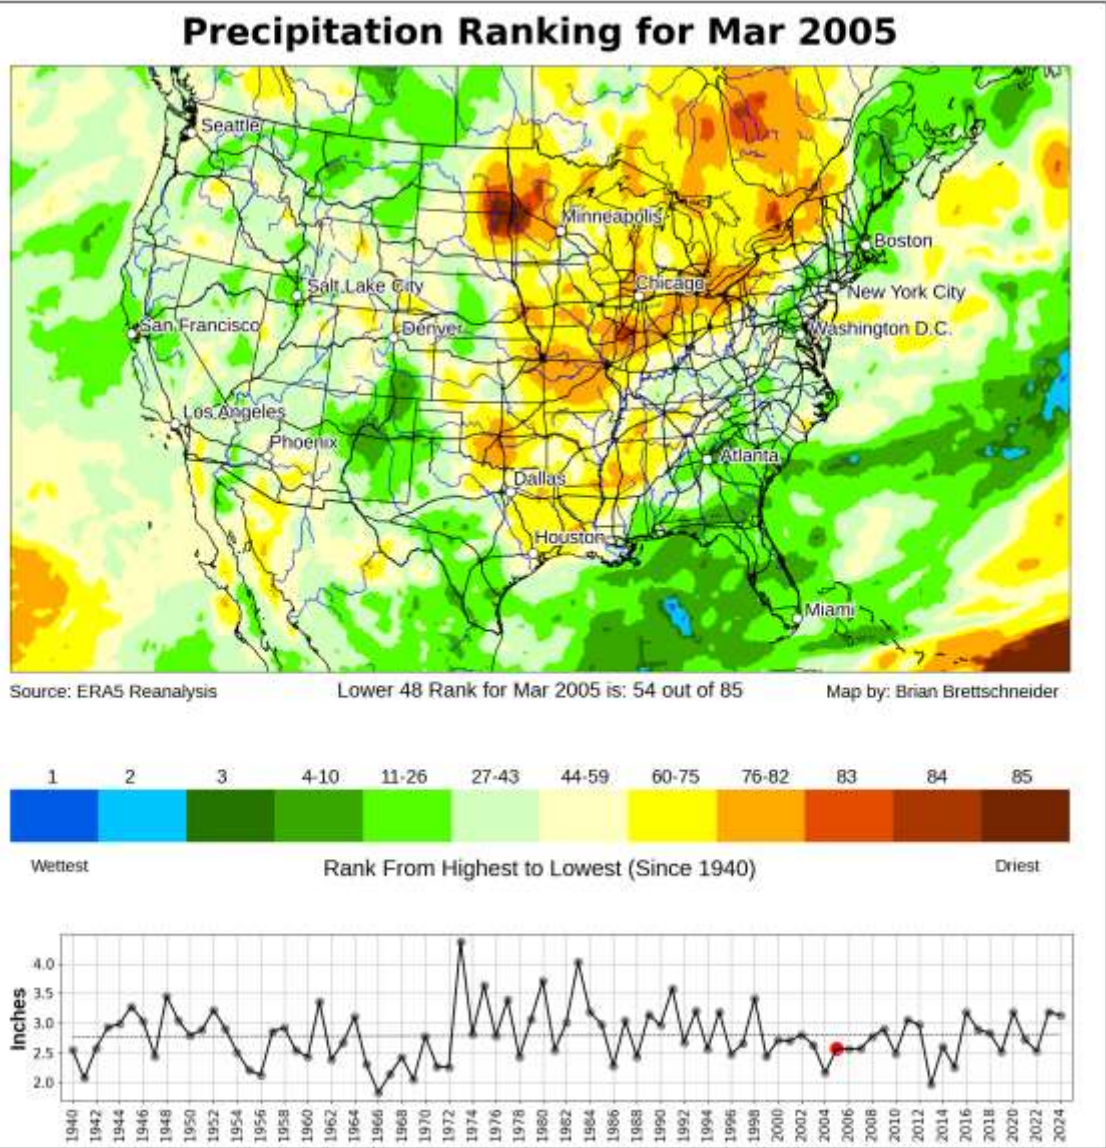 Precipitation Ranking for Mar 2005
Seattle
Minneapolis
Boston
Salt Lake City
Chicago
New York City
San Francisco
Denver
Washington D.C.
Los Angeles
Phoenix
Atlanta
Dallas
Houston
Miami
Source: ERA5 Reanalysis Lower 48 Rank for Mar 2005 is: 54 out of 85 Map by: Brian Brettschneider
1 2 3 4-10 11-26 27-43 44-59 60-75 76-82 83 84 85
Wettest Rank From Highest to Lowest (Since 1940) Driest
Inches
4.0
3.5
3.0
2.5
2.0
1940 1942 1944 1946 1948 1950 1952 1954 1956 1958 1960 1962 1964 1966 1968 1970 1972 1974 1976 1978 1980 1982 1984 1986 1988 1990 1992 1994 1996 1998 2000 2002 2004 2006 2008 2010 2012 2014 2016 2018 2020 2022 2024